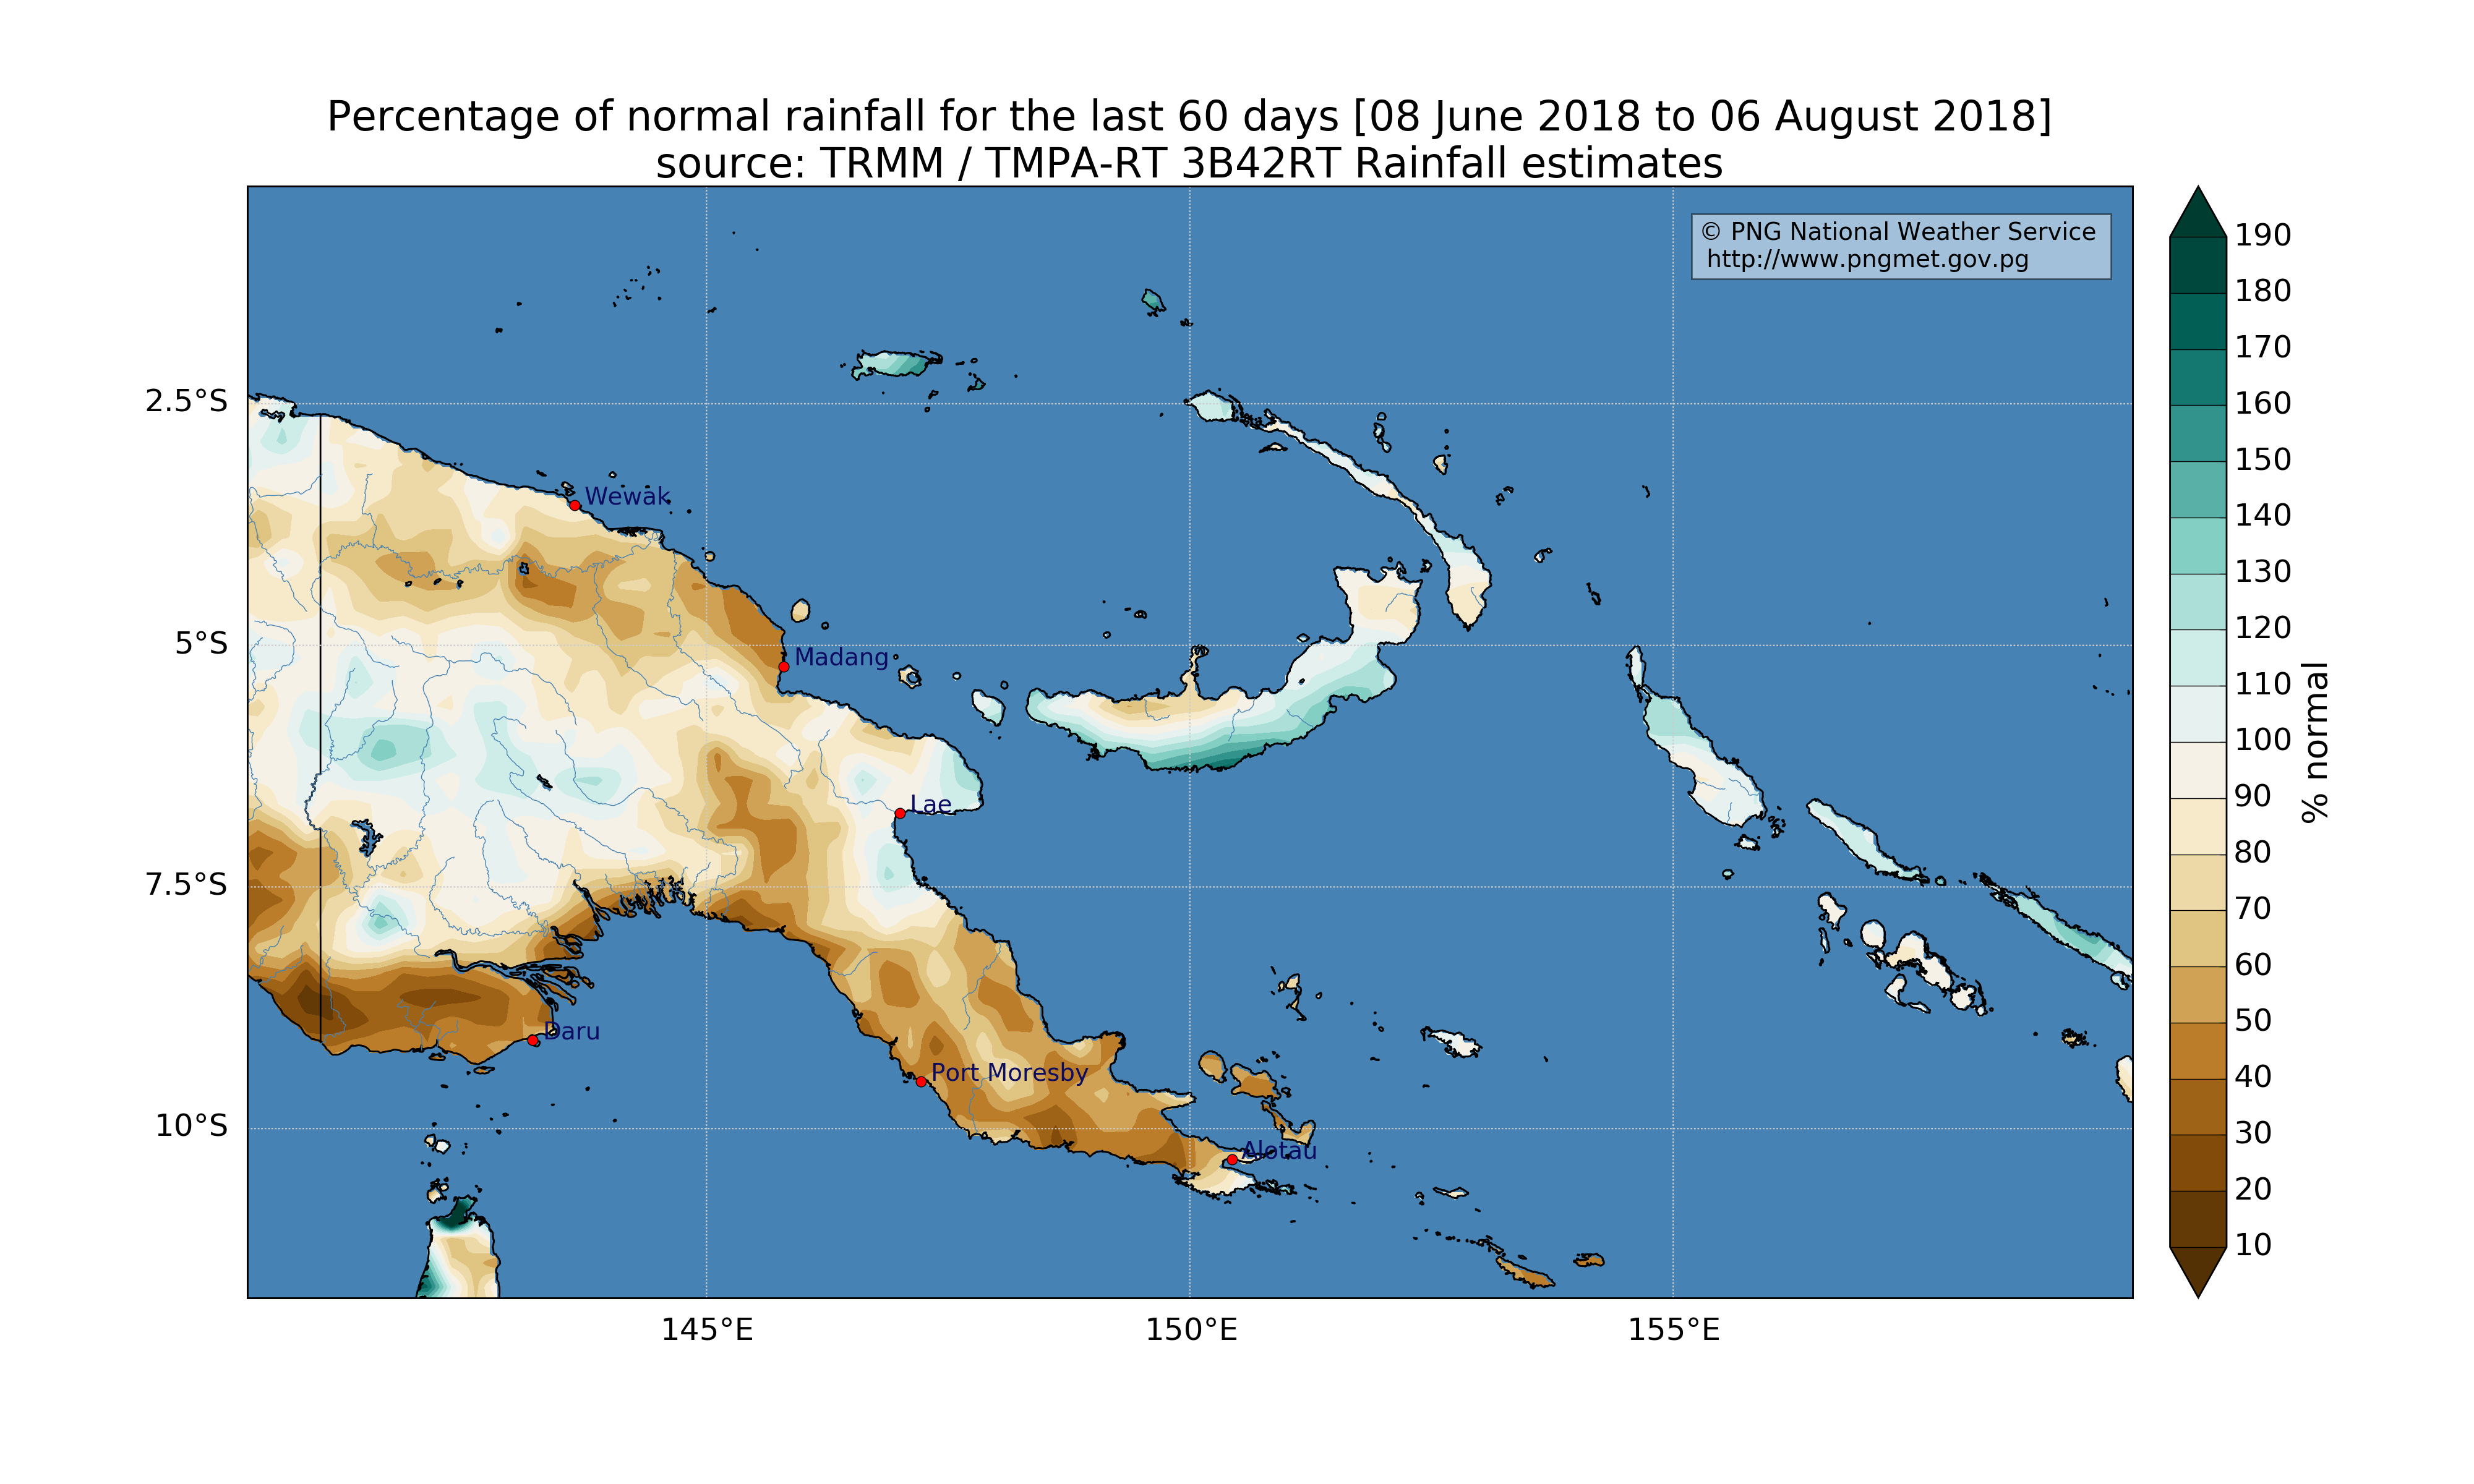 Percentage of normal rainfall for the last 60 days [08 June 2018 to 06 August 2018]
source: TRMM / TMPA-RT 3B42RT Rainfall estimates
© PNG National Weather Service
http://www.pngmet.gov.pg
190
180
170
160
150
140
130
120
110
100
90
80
70
60
50
40
30
20
10
% normal
2.5°S
5°S
7.5°S
10°S
Wewak
Madang
Lae
Daru
Port Moresby
Alotau
145°E
150°E
155°E